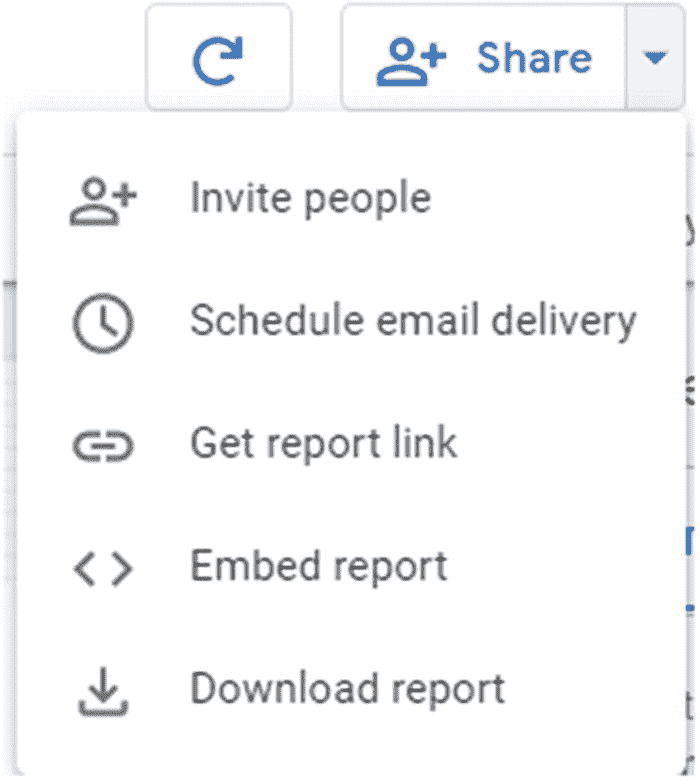 Share
Invite people
Schedule email delivery
Get report link
Embed report
Download report